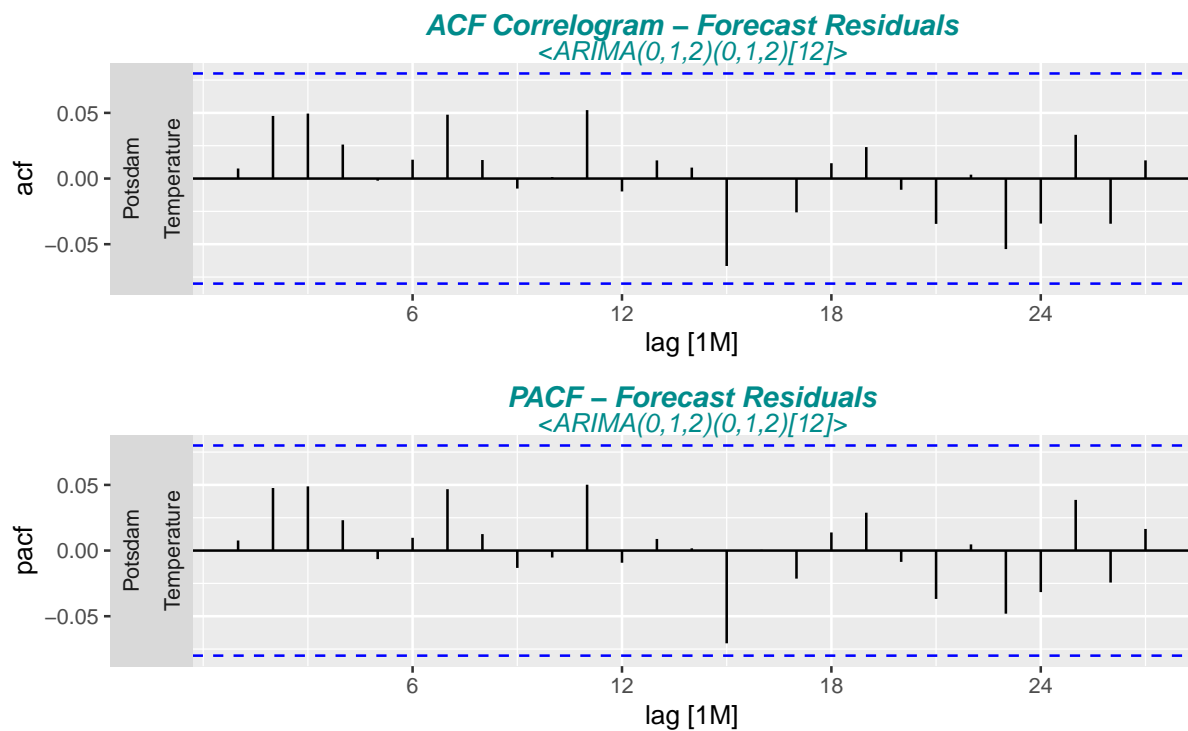 ACF Correlogram – Forecast Residuals
<ARIMA(0,1,2)(0,1,2)[12]>
acf
0.05
0.00
−0.05
Potsdam
Temperature
6 12 18 24
lag [1M]
PACF – Forecast Residuals
<ARIMA(0,1,2)(0,1,2)[12]>
pacf
0.05
0.00
−0.05
Potsdam
Temperature
6 12 18 24
lag [1M]